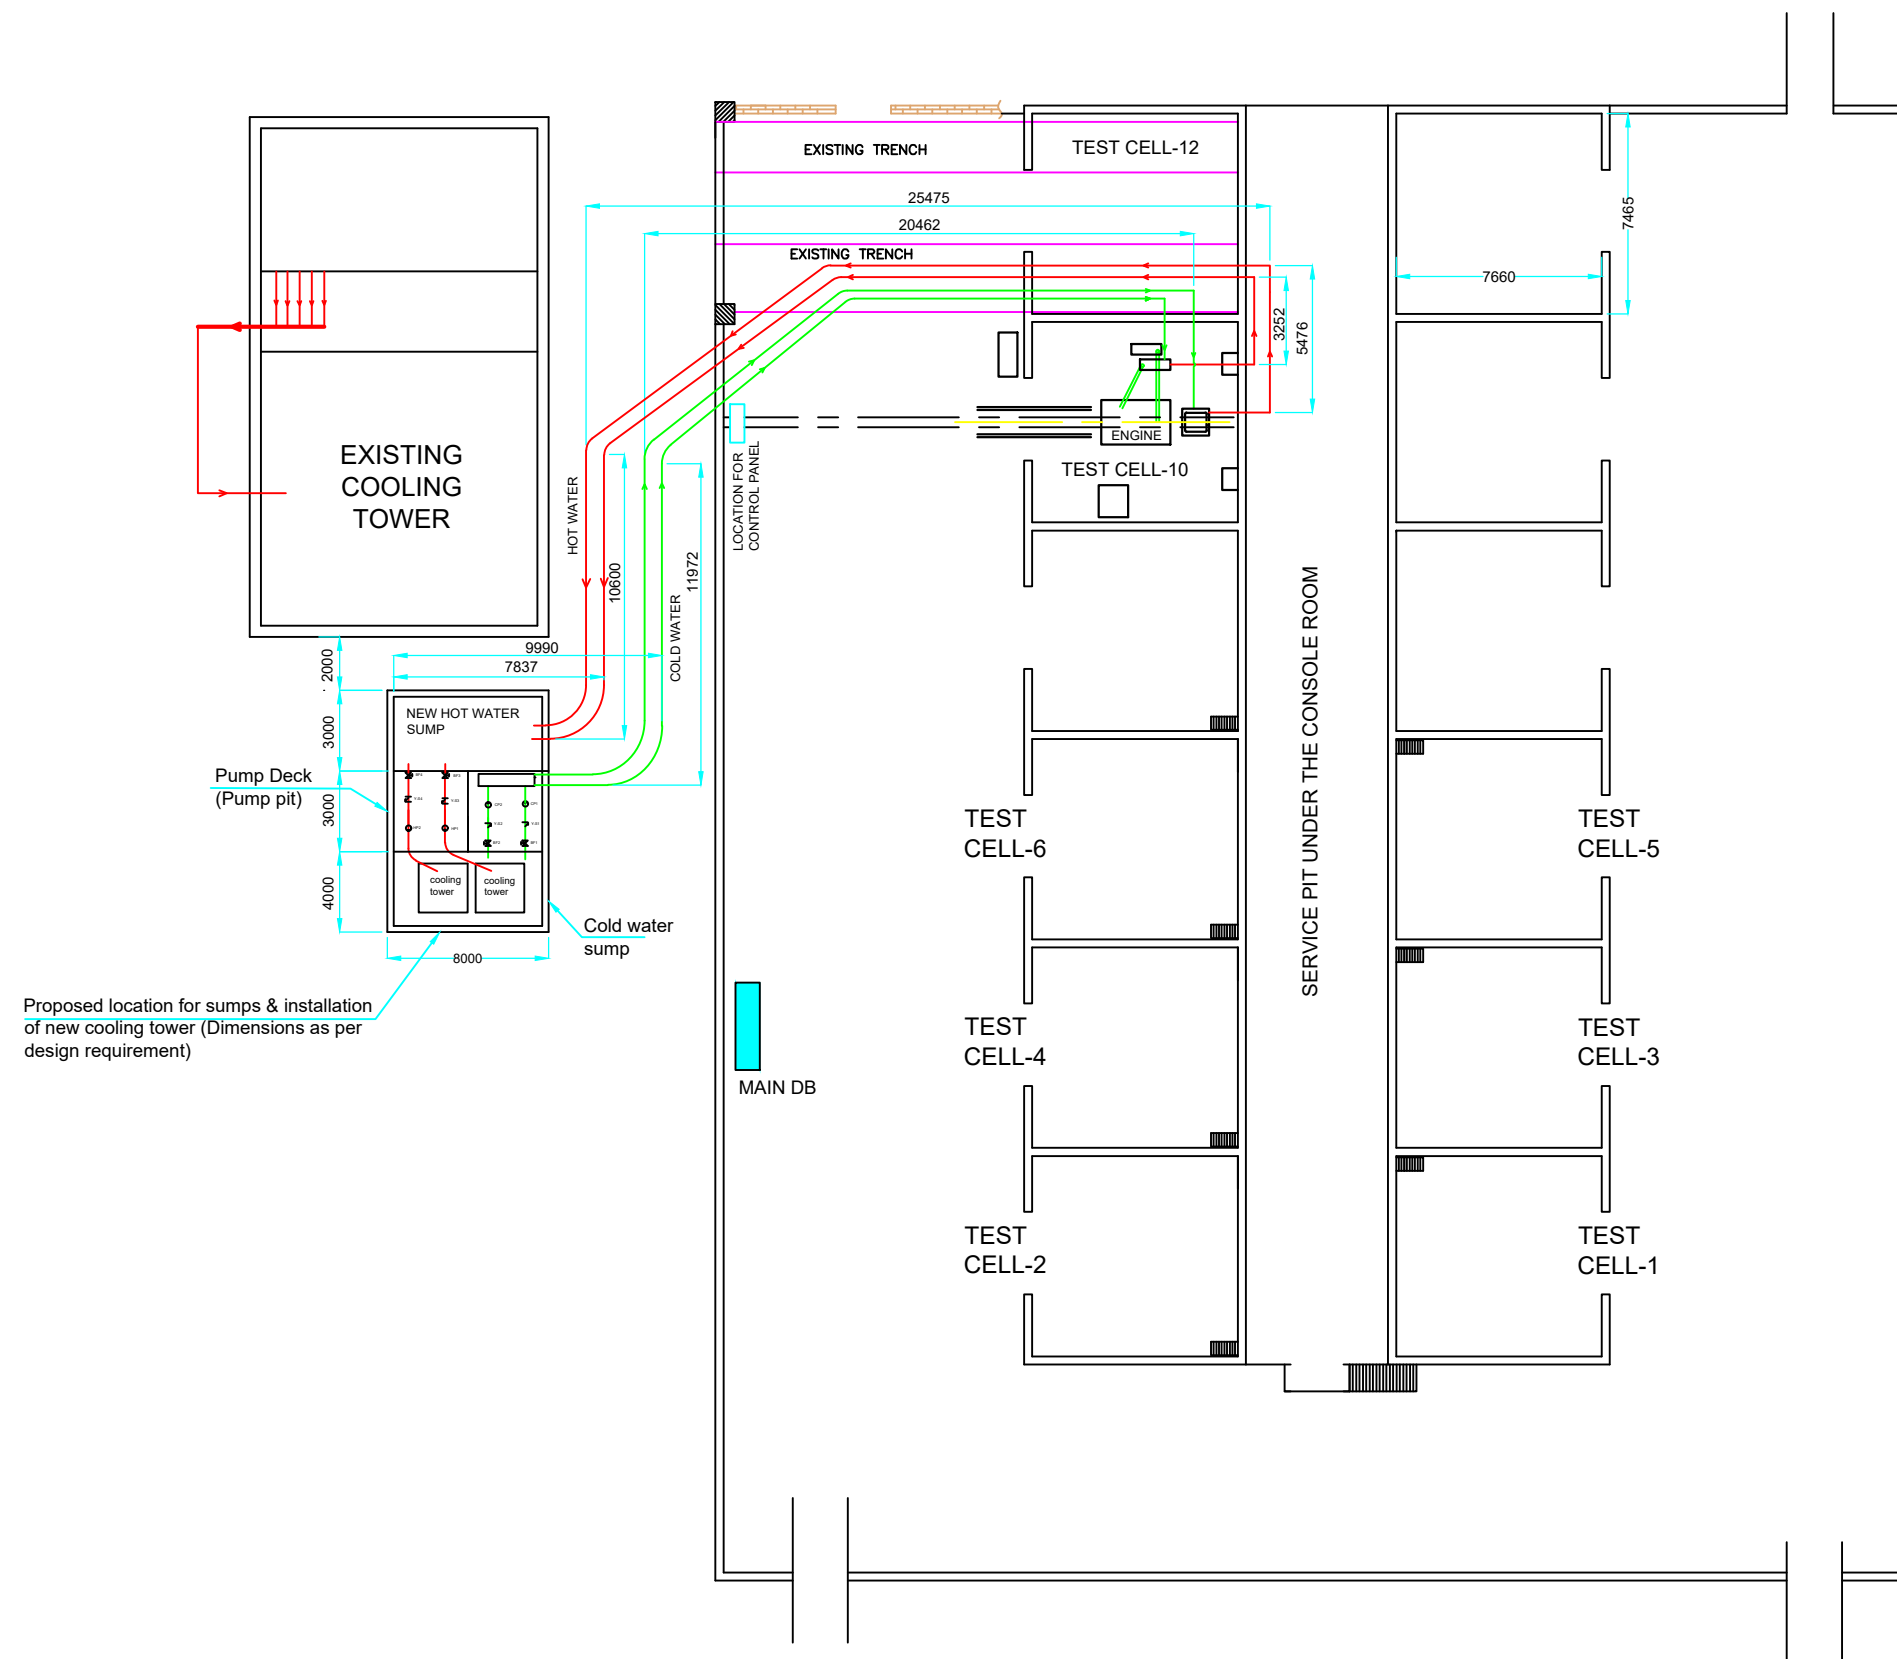 EXISTING TRENCH
TEST CELL-12
25475
20462
EXISTING TRENCH
7465
7660
3252
5476
EXISTING
COOLING
TOWER
ENGINE
TEST CELL-10
LOCATION FOR
CONTROL PANEL
HOT WATER
10600
11972
COLD WATER
SERVICE PIT UNDER THE CONSOLE ROOM
9990
7837
2000
NEW HOT WATER
SUMP
3000
Pump Deck
(Pump pit)
3000
HP2
HP1
CP2
CP1
4000
cooling
tower
cooling
tower
Cold water
sump
8000
Proposed location for sumps & installation
of new cooling tower (Dimensions as per
design requirement)
MAIN DB
TEST
CELL-6
TEST
CELL-5
TEST
CELL-4
TEST
CELL-3
TEST
CELL-2
TEST
CELL-1